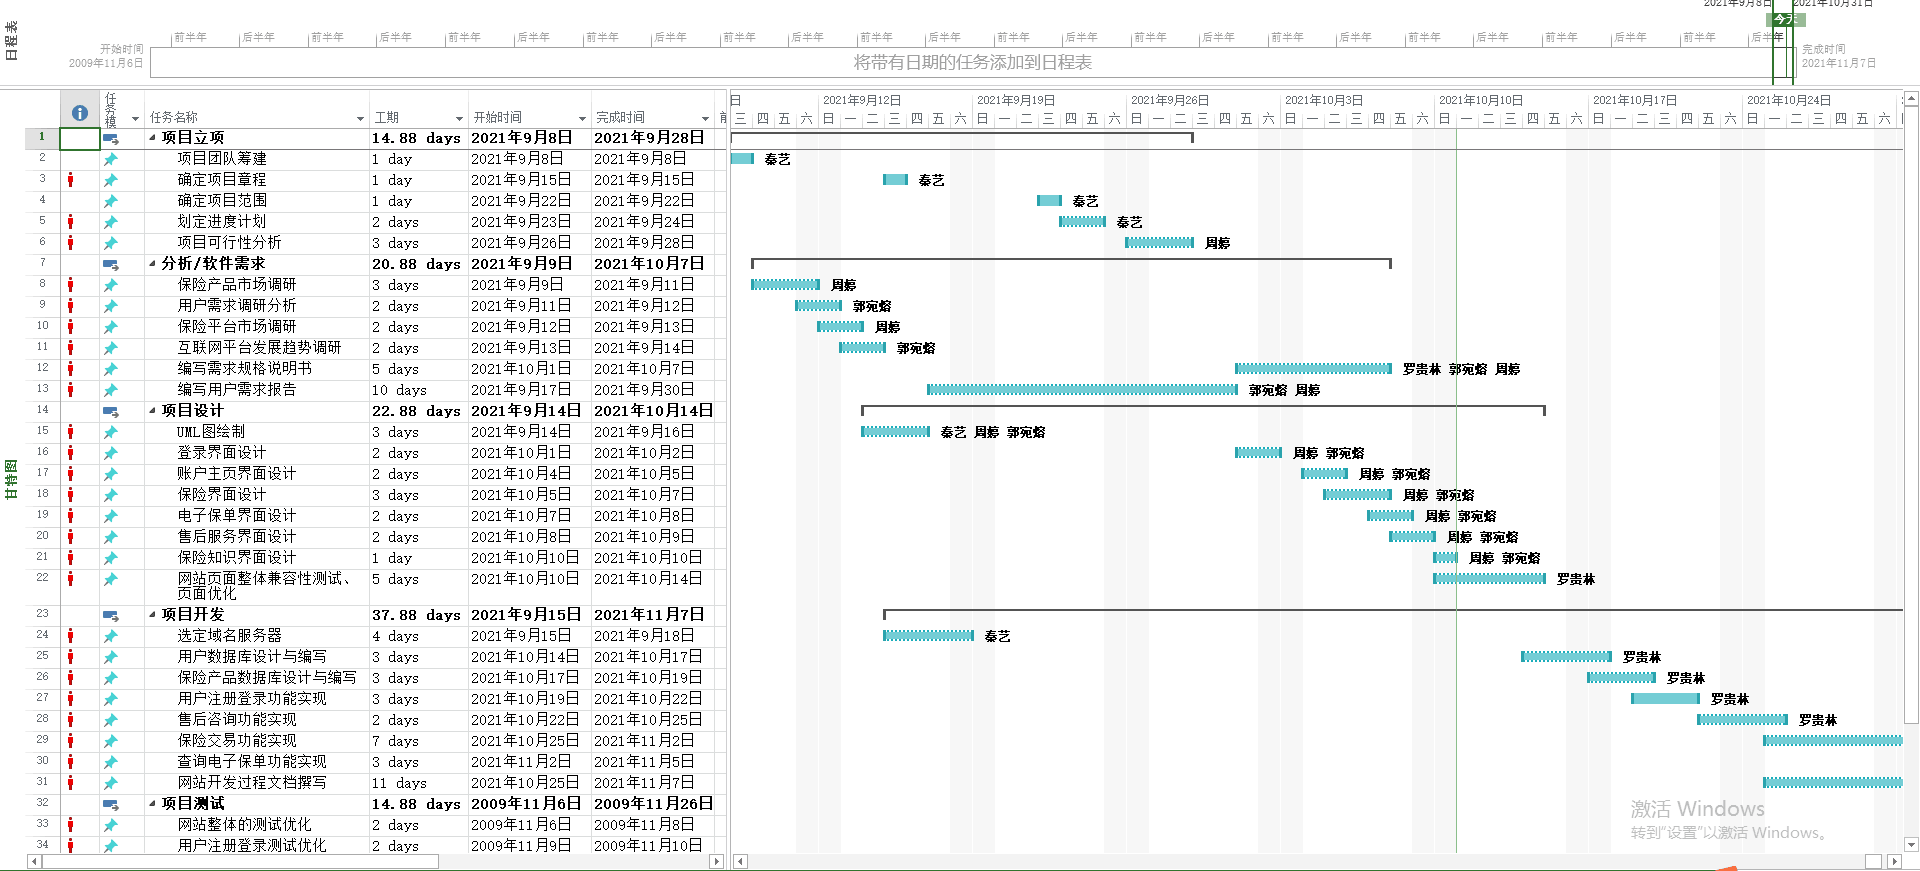 2021年9月8日 2021年10月31日
今天
日程表
前半年 后半年 前半年 后半年 前半年 后半年 前半年 后半年 前半年 后半年 前半年 后半年 前半年 后半年 前半年 后半年 前半年 后半年 前半年 后半年 前半年 后半年 前半年 后半年
开始时间
2009年11月6日
将带有日期的任务添加到日程表
完成时间
2021年11月7日
甘特图
任务模 任务名称 工期 开始时间 完成时间
日 2021年9月12日 2021年9月19日 2021年9月26日 2021年10月3日 2021年10月10日 2021年10月17日 2021年10月24日
三 四 五 六 日 一 二 三 四 五 六 日 一 二 三 四 五 六 日 一 二 三 四 五 六 日 一 二 三 四 五 六 日 一 二 三 四 五 六 日 一 二 三 四 五 六 日 一 二 三 四 五 六
1 项目立项 14.88 days 2021年9月8日 2021年9月28日
2 项目团队筹建 1 day 2021年9月8日 2021年9月8日 秦艺
3 确定项目章程 1 day 2021年9月15日 2021年9月15日 秦艺
4 确定项目范围 1 day 2021年9月22日 2021年9月22日 秦艺
5 划定进度计划 2 days 2021年9月23日 2021年9月24日 秦艺
6 项目可行性分析 3 days 2021年9月26日 2021年9月28日 周婷
7 分析/软件需求 20.88 days 2021年9月9日 2021年10月7日
8 保险产品市场调研 3 days 2021年9月9日 2021年9月11日 周婷
9 用户需求调研分析 2 days 2021年9月11日 2021年9月12日 郭宛熔
10 保险平台市场调研 2 days 2021年9月12日 2021年9月13日 周婷
11 互联网平台发展趋势调研 2 days 2021年9月13日 2021年9月14日 郭宛熔
12 编写需求规格说明书 5 days 2021年10月1日 2021年10月7日 罗贵林 郭宛熔 周婷
13 编写用户需求报告 10 days 2021年9月17日 2021年9月30日 郭宛熔 周婷
14 项目设计 22.88 days 2021年9月14日 2021年10月14日
15 UML图绘制 3 days 2021年9月14日 2021年9月16日 秦艺 周婷 郭宛熔
16 登录界面设计 2 days 2021年10月1日 2021年10月2日 周婷 郭宛熔
17 账户主页界面设计 2 days 2021年10月4日 2021年10月5日 周婷 郭宛熔
18 保险界面设计 3 days 2021年10月5日 2021年10月7日 周婷 郭宛熔
19 电子保单界面设计 2 days 2021年10月7日 2021年10月8日 周婷 郭宛熔
20 售后服务界面设计 2 days 2021年10月8日 2021年10月9日 周婷 郭宛熔
21 保险知识界面设计 1 day 2021年10月10日 2021年10月10日 周婷 郭宛熔
22 网站页面整体兼容性测试、 5 days 2021年10月10日 2021年10月14日 罗贵林
页面优化
23 项目开发 37.88 days 2021年9月15日 2021年11月7日
24 选定域名服务器 4 days 2021年9月15日 2021年9月18日 秦艺
25 用户数据库设计与编写 3 days 2021年10月14日 2021年10月17日 罗贵林
26 保险产品数据库设计与编写 3 days 2021年10月17日 2021年10月19日 罗贵林
27 用户注册登录功能实现 3 days 2021年10月19日 2021年10月22日 罗贵林
28 售后咨询功能实现 2 days 2021年10月22日 2021年10月25日 罗贵林
29 保险交易功能实现 7 days 2021年10月25日 2021年11月2日
30 查询电子保单功能实现 3 days 2021年11月2日 2021年11月5日
31 网站开发过程文档撰写 11 days 2021年10月25日 2021年11月7日
32 项目测试 14.88 days 2009年11月6日 2009年11月26日
33 网站整体的测试优化 2 days 2009年11月6日 2009年11月8日
34 用户注册登录测试优化 2 days 2009年11月9日 2009年11月10日
激活 Windows
转到“设置”以激活 Windows。